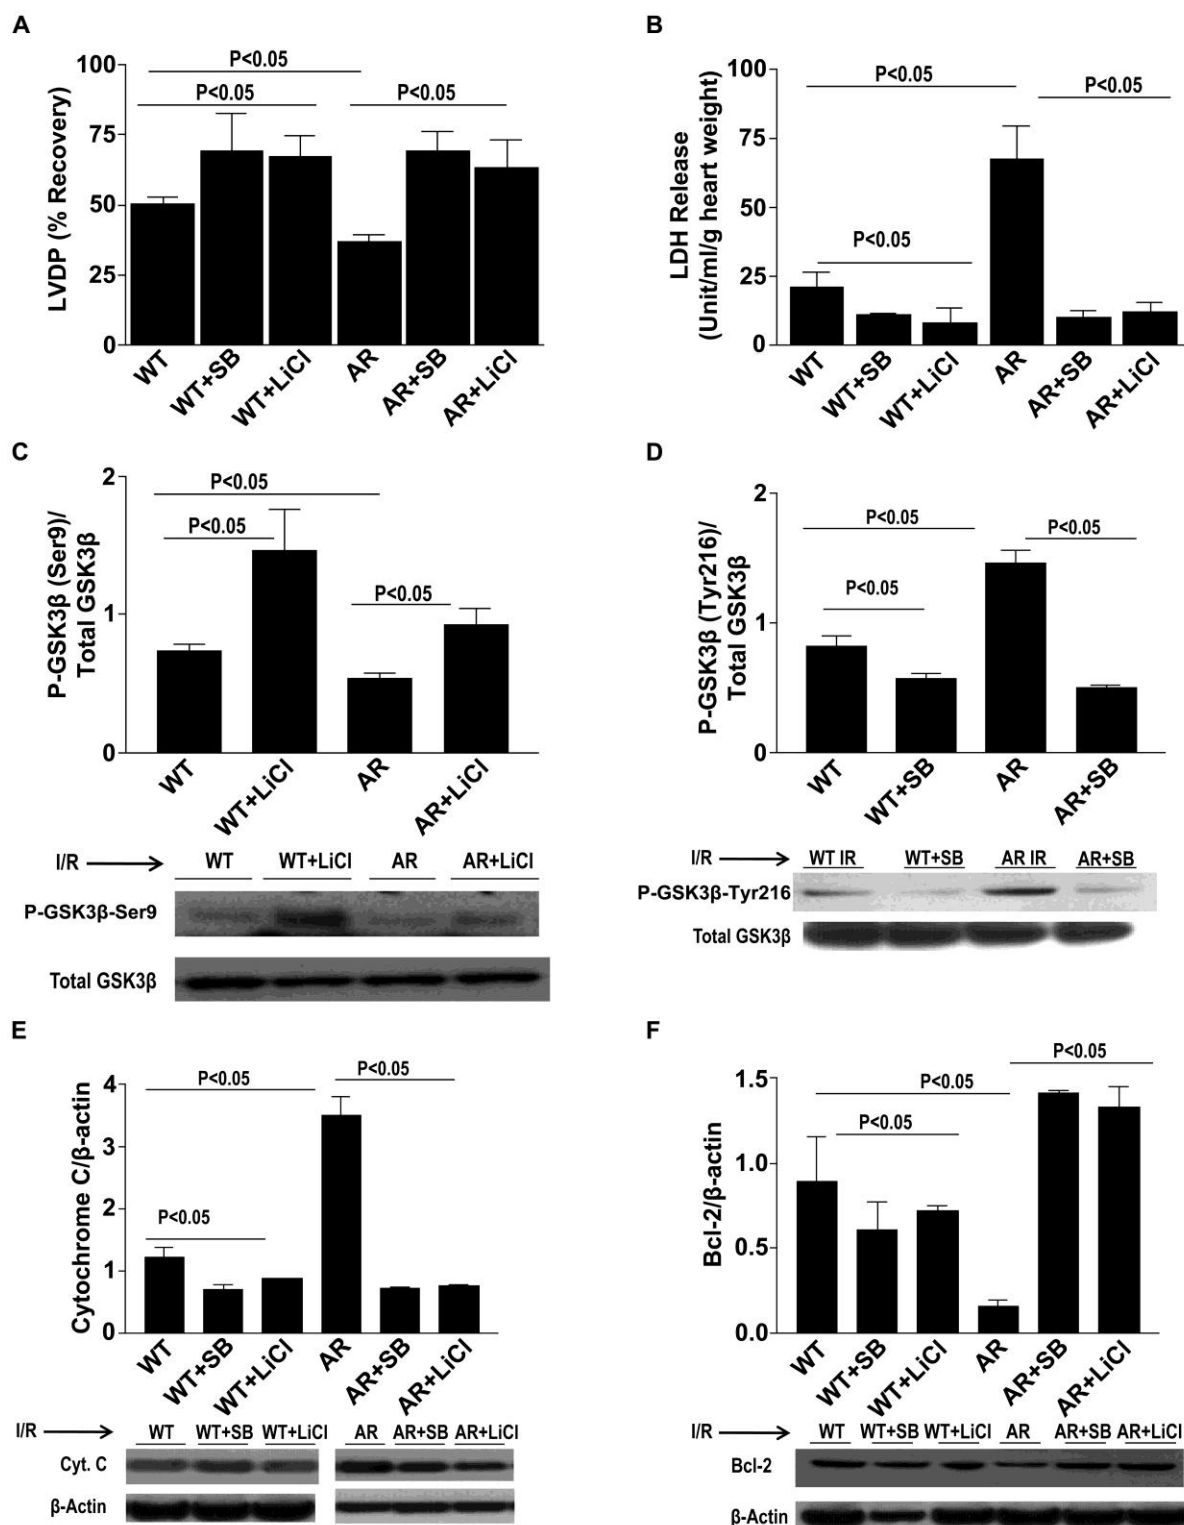 A
LVDP (% Recovery)
100
75
50
25
0
P<0.05
P<0.05
P<0.05
WT
WT+SB
WT+LiCl
AR
AR+SB
AR+LiCl
B
LDH Release
(Unit/ml/g heart weight)
100
75
50
25
0
P<0.05
P<0.05
P<0.05
WT
WT+SB
WT+LiCl
AR
AR+SB
AR+LiCl
C
P-GSK3β (Ser9)/
Total GSK3β
2
1
0
P<0.05
P<0.05
P<0.05
WT
WT+LiCl
AR
AR+LiCl
I/R WT WT+LiCl AR AR+LiCl
P-GSK3β-Ser9
Total GSK3β
D
P-GSK3β (Tyr216)/
Total GSK3β
2
1
0
P<0.05
P<0.05
P<0.05
WT
WT+SB
AR
AR+SB
I/R WT IR WT+SB AR IR AR+SB
P-GSK3β-Tyr216
Total GSK3β
E
Cytochrome C/β-actin
4
3
2
1
0
P<0.05
P<0.05
P<0.05
WT
WT+SB
WT+LiCl
AR
AR+SB
AR+LiCl
I/R WT WT+SB WT+LiCl AR AR+SB AR+LiCl
Cyt. C
β-Actin
F
Bcl-2/β-actin
1.5
1.0
0.5
0.0
P<0.05
P<0.05
P<0.05
WT
WT+SB
WT+LiCl
AR
AR+SB
AR+LiCl
I/R WT WT+SB WT+LiCl AR AR+SB AR+LiCl
Bcl-2
β-Actin